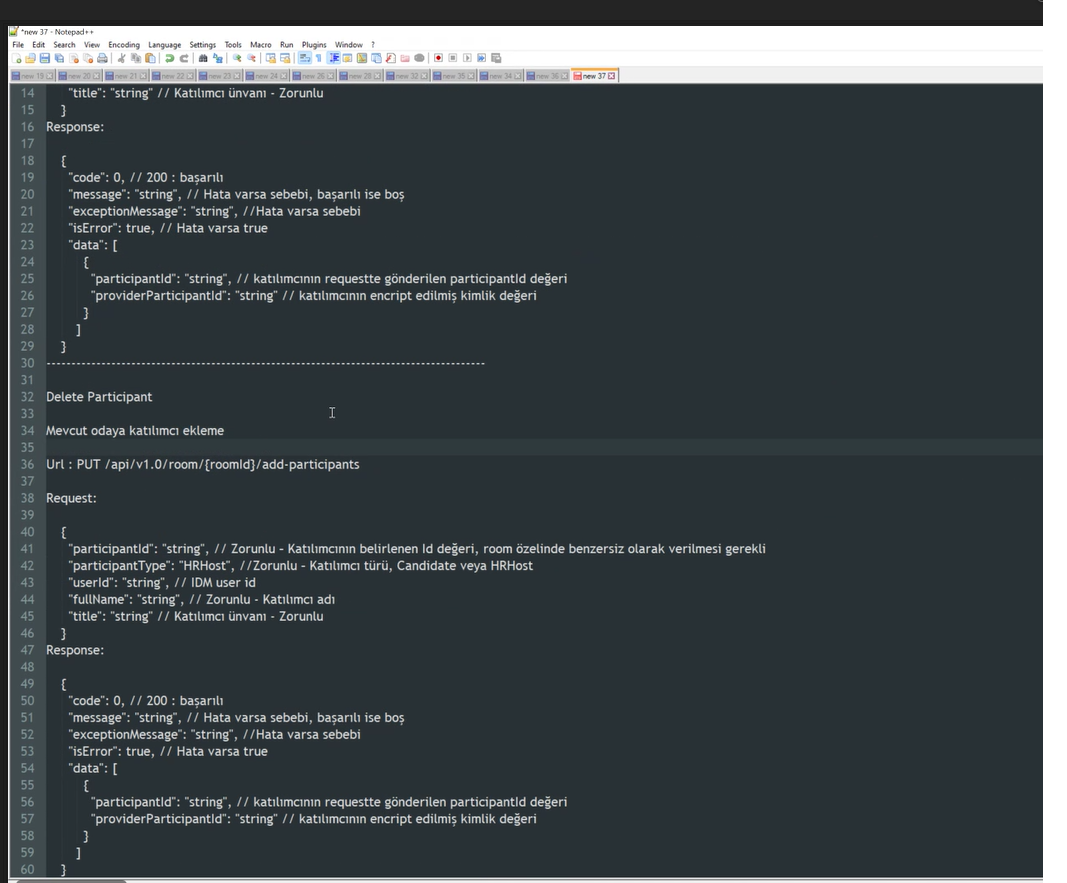 *new 37 - Notepad++
File Edit Search View Encoding Language Settings Tools Macro Run Plugins Window ?
new 19 new 20 new 21 new 22 new 23 new 24 new 28 new 32 new 35 new 34 new 36 new 37
14 "title": "string" // Katılımcı ünvanı - Zorunlu
15 }
16 Response:
17
18 {
19 "code": 0, // 200 : başarılı
20 "message": "string", // Hata varsa sebebi, başarılı ise boş
21 "exceptionMessage": "string", //Hata varsa sebebi
22 "isError": true, // Hata varsa true
23 "data": [
24 {
25 "participantId": "string", // katılımcının requestte gönderilen participantId değeri
26 "providerParticipantId": "string" // katılımcının encript edilmiş kimlik değeri
27 }
28 ]
29 }
30 ----------------------------------------------------------------------------------------
31
32 Delete Participant
33
34 Mevcut odaya katılımcı ekleme
35
36 Url : PUT /api/v1.0/room/{roomId}/add-participants
37
38 Request:
39
40 {
41 "participantId": "string", // Zorunlu - Katılımcının belirlenen Id değeri, room özelinde benzersiz olarak verilmesi gerekli
42 "participantType": "HRHost", //Zorunlu - Katılımcı türü, Candidate veya HRHost
43 "userId": "string", // IDM user id
44 "fullName": "string", // Zorunlu - Katılımcı adı
45 "title": "string" // Katılımcı ünvanı - Zorunlu
46 }
47 Response:
48
49 {
50 "code": 0, // 200 : başarılı
51 "message": "string", // Hata varsa sebebi, başarılı ise boş
52 "exceptionMessage": "string", //Hata varsa sebebi
53 "isError": true, // Hata varsa true
54 "data": [
55 {
56 "participantId": "string", // katılımcının requestte gönderilen participantId değeri
57 "providerParticipantId": "string" // katılımcının encript edilmiş kimlik değeri
58 }
59 ]
60 }